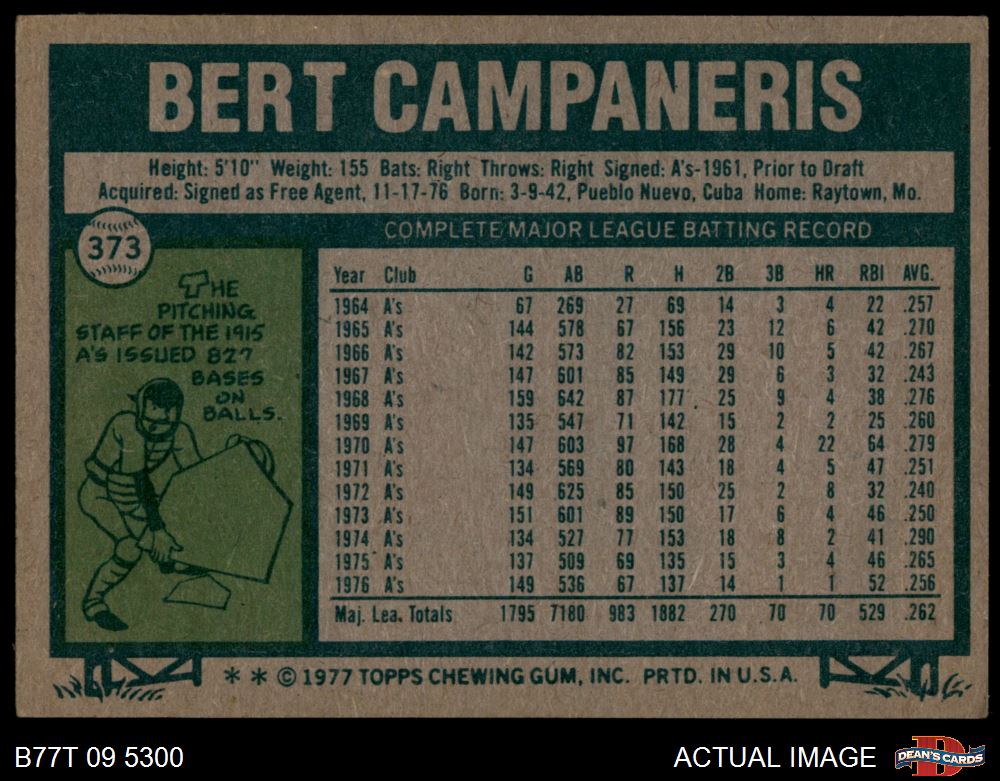 BERT CAMPANERIS
Height: 5'10" Weight: 155 Bats: Right Throws: Right Signed: A's-1961, Prior to Draft
Acquired: Signed as Free Agent, 11-17-76 Born: 3-9-42, Pueblo Nuevo, Cuba Home: Raytown, Mo.
373
THE
PITCHING
STAFF OF THE 1915
A'S ISSUED 827
BASES
ON
BALLS.
COMPLETE MAJOR LEAGUE BATTING RECORD
Year Club G AB R H 2B 3B HR RBI AVG.
1964 A's 67 269 27 69 14 3 4 22 .257
1965 A's 144 578 67 156 23 12 6 42 .270
1966 A's 142 573 82 153 29 10 5 42 .267
1967 A's 147 601 85 149 29 6 3 32 .243
1968 A's 159 642 87 177 25 9 4 38 .276
1969 A's 135 547 71 142 15 2 2 25 .260
1970 A's 147 603 97 168 28 4 22 64 .279
1971 A's 134 569 80 143 18 4 5 47 .251
1972 A's 149 625 85 150 25 2 8 32 .240
1973 A's 151 601 89 150 17 6 4 46 .250
1974 A's 134 527 77 153 18 8 2 41 .290
1975 A's 137 509 69 135 15 3 4 46 .265
1976 A's 149 536 67 137 14 1 1 52 .256
Maj. Lea. Totals 1795 7180 983 1882 270 70 70 529 .262
* * © 1977 TOPPS CHEWING GUM, INC. PRTD. IN U.S.A.
B77T 09 5300
ACTUAL IMAGE
D
DEAN'S CARDS